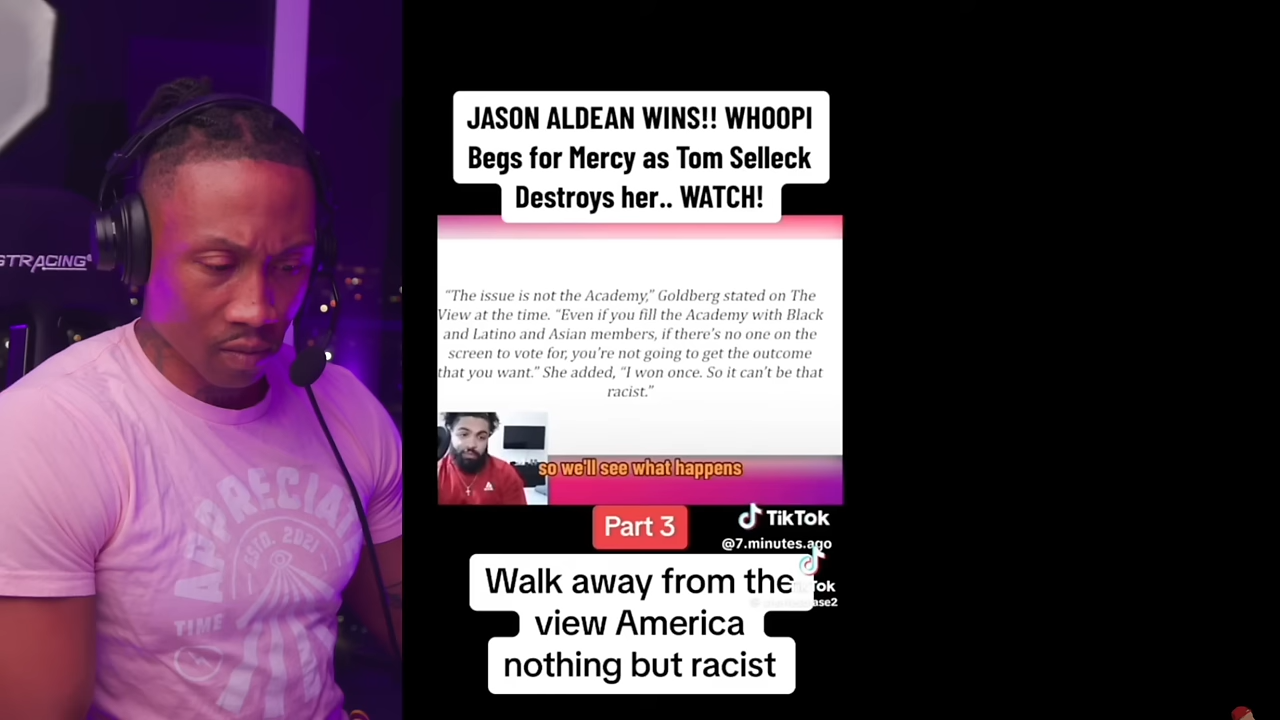 JASON ALDEAN WINS!! WHOOPI
Begs for Mercy as Tom Selleck
Destroys her.. WATCH!
"The issue is not the Academy," Goldberg stated on The
View at the time. "Even if you fill the Academy with Black
and Latino and Asian members, if there's no one on the
screen to vote for, you're not going to get the outcome
that you want." She added, "I won once. So it can't be that
racist."
so we'll see what happens
Part 3
TikTok
@7.minutes.ago
Walk away from the
view America
nothing but racist
STRACING
APPRECIATE
ESTD. 2021
TIME